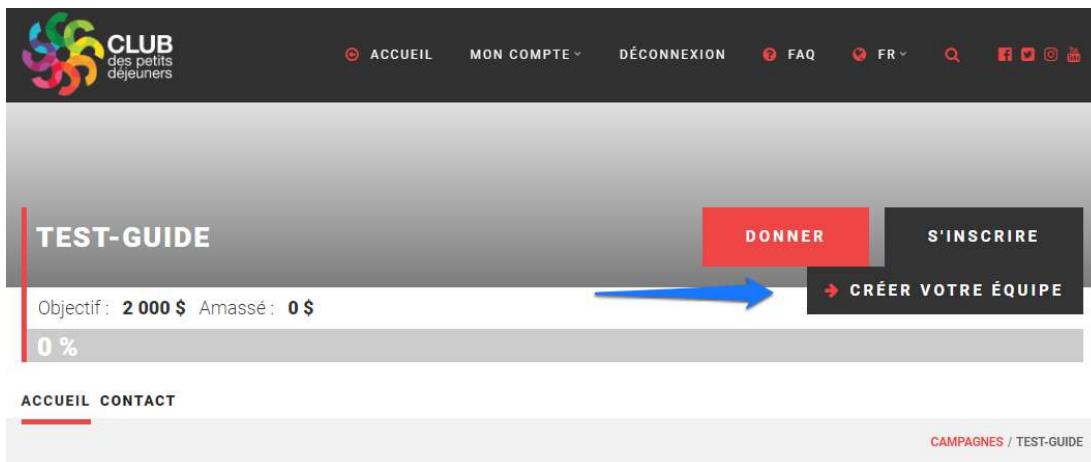 CLUB
des petits
déjeuners
ACCUEIL MON COMPTE DÉCONNEXION FAQ FR
TEST-GUIDE
DONNER S'INSCRIRE
CRÉER VOTRE ÉQUIPE
Objectif : 2 000 $ Amassé : 0 $
0 %
ACCUEIL CONTACT
CAMPAGNES / TEST-GUIDE